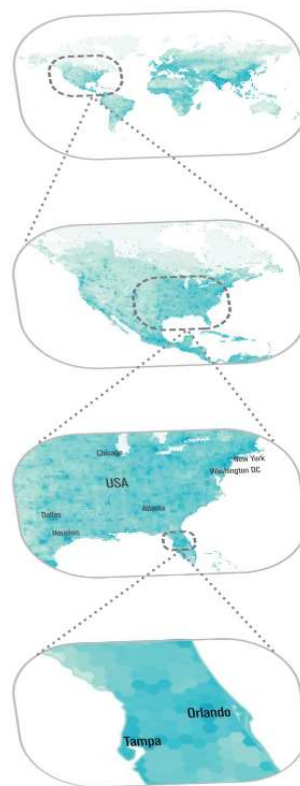 Chicago
New York
Washington DC
USA
Dallas
Atlanta
Houston
Orlando
Tampa